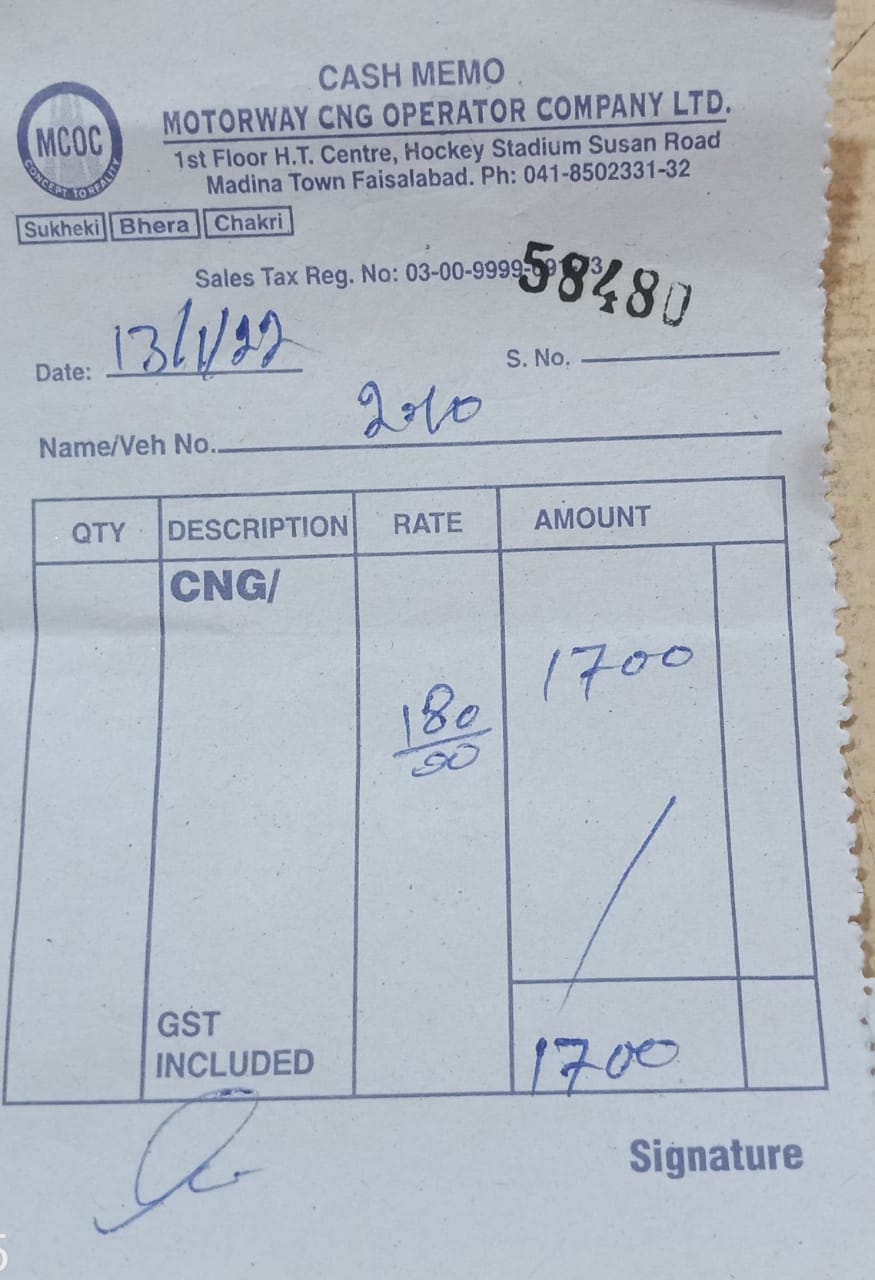 CASH MEMO
MOTORWAY CNG OPERATOR COMPANY LTD.
1st Floor H.T. Centre, Hockey Stadium Susan Road
Madina Town Faisalabad. Ph: 041-8502331-32
MCOC
CONCEPT TO REALITY
Sukheki Bhera Chakri
Sales Tax Reg. No: 03-00-9999-
58480
Date: 13/1/22 S. No.
Name/Veh No.
QTY DESCRIPTION RATE AMOUNT
CNG/
1700
180
GST
INCLUDED
1700
Signature